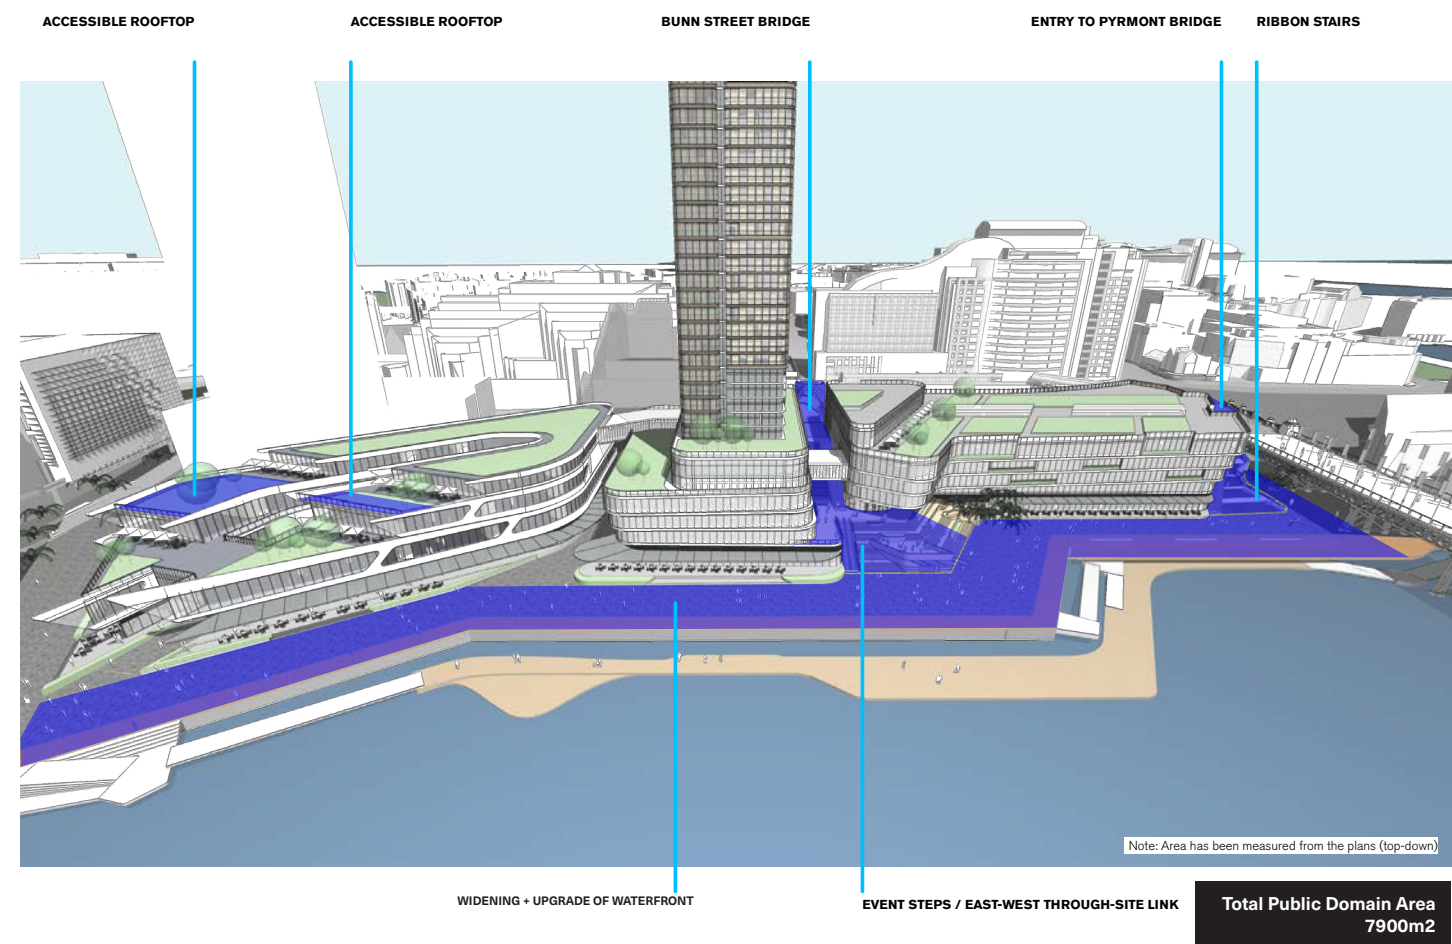 ACCESSIBLE ROOFTOP
ACCESSIBLE ROOFTOP
BUNN STREET BRIDGE
ENTRY TO PYRMONT BRIDGE
RIBBON STAIRS
Note: Area has been measured from the plans (top-down)
WIDENING + UPGRADE OF WATERFRONT
EVENT STEPS / EAST-WEST THROUGH-SITE LINK
Total Public Domain Area
7900m2